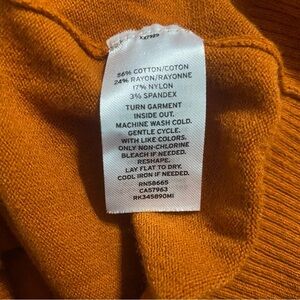 56% COTTON/COTON
24% RAYON/RAYONNE
17% NYLON
3% SPANDEX
TURN GARMENT
INSIDE OUT.
MACHINE WASH COLD.
GENTLE CYCLE.
WITH LIKE COLORS.
ONLY NON-CHLORINE
BLEACH IF NEEDED.
RESHAPE.
LAY FLAT TO DRY.
COOL IRON IF NEEDED.
RN58665
CA57963
RK345890MI